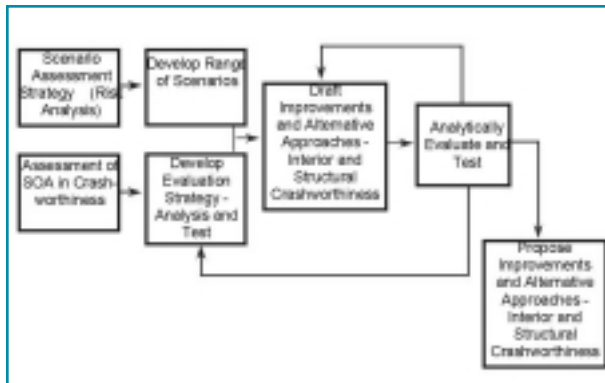 Scenario
Assessment
Strategy (Ris
Analysis)
Develop Range
of Scenarios
Assessment of
SOA in Crash-
worthiness
Develop
Evaluation
Strategy -
Analysis and
Test
Draft
Improvements
and Alternative
Approaches -
Interior and
Structural
Crashworthiness
Analytically
Evaluate and
Test
Propose
Improvements
and Alternative
Approaches -
Interior and
Structural
Crashworthiness